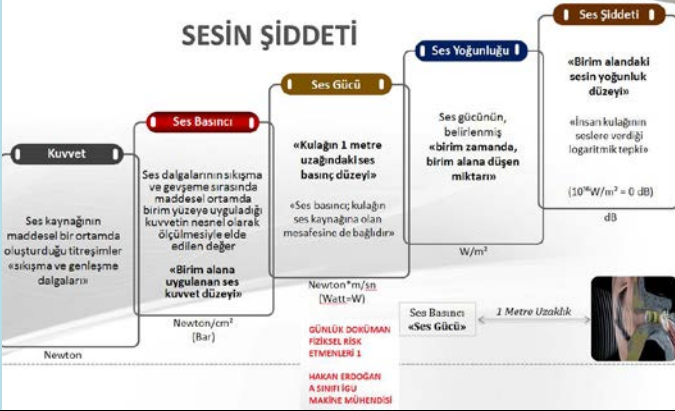 SESİN ŞİDDETİ
Kuvvet
Ses kaynağının
maddesel bir ortamda
oluşturduğu titreşimler
«sıkışma ve genleşme
dalgaları»
Newton
Ses Basıncı
Ses dalgalarının sıkışma
ve gevşeme sırasında
maddesel ortamda
birim yüzeye uyguladığı
kuvvetin nesnel olarak
ölçülmesiyle elde
edilen değer
«Birim alana
uygulanan ses
kuvvet düzeyi»
Newton/cm²
(Bar)
Ses Gücü
«Kulağın 1 metre
uzağındaki ses
basınç düzeyi»
«Ses basıncı; kulağın
ses kaynağına olan
mesafesine de bağlıdır»
Newton*m/sn
(Watt=W)
Ses Yoğunluğu
Ses gücünün,
belirlenmiş
«birim zamanda,
birim alana düşen
miktarı»
W/m²
Ses Şiddeti
«Birim alandaki
sesin yoğunluk
düzeyi»
«İnsan kulağının
seslere verdiği
logaritmik tepki»
(10¹⁶W/m² = 0 dB)
dB
Ses Basıncı
«Ses Gücü»
1 Metre Uzaklık
GÜNLÜK DOKÜMAN
FİZİKSEL RİSK
ETMENLERİ 1
HAKAN ERDOĞAN
A SINIFI İGU
MAKİNE MÜHENDİSİ